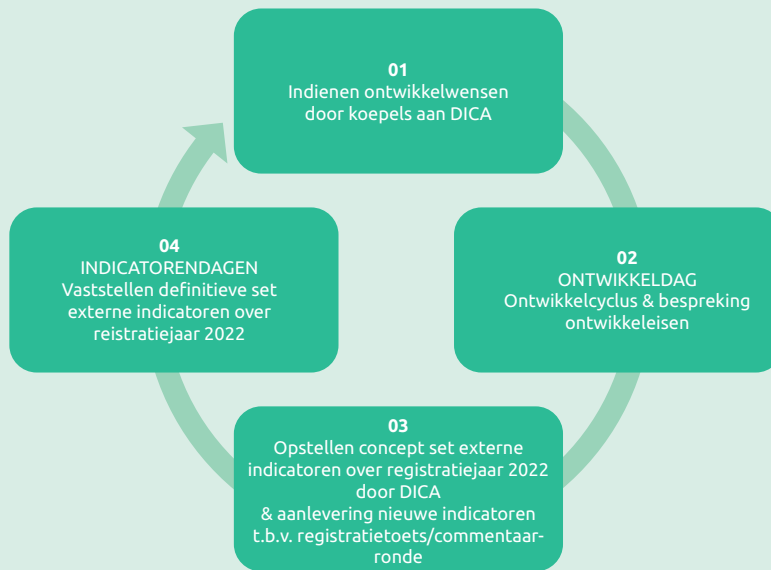 01
Indienen ontwikkelwensen
door koepels aan DICA
02
ONTWIKKELDAG
Ontwikkelcyclus & bespreking
ontwikkeleisen
03
Opstellen concept set externe
indicatoren over registratiejaar 2022
door DICA
& aanlevering nieuwe indicatoren
t.b.v. registratietoets/commentaar-
ronde
04
INDICATORENDAGEN
Vaststellen definitieve set
externe indicatoren over
reistratiejaar 2022